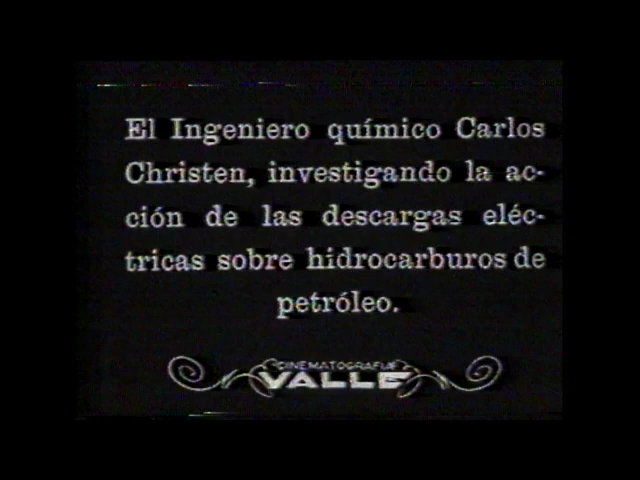 El Ingeniero químico Carlos
Christen, investigando la ac-
ción de las descargas eléc-
tricas sobre hidrocarburos de
petróleo.
CINEMATOGRAFIA
VALLE